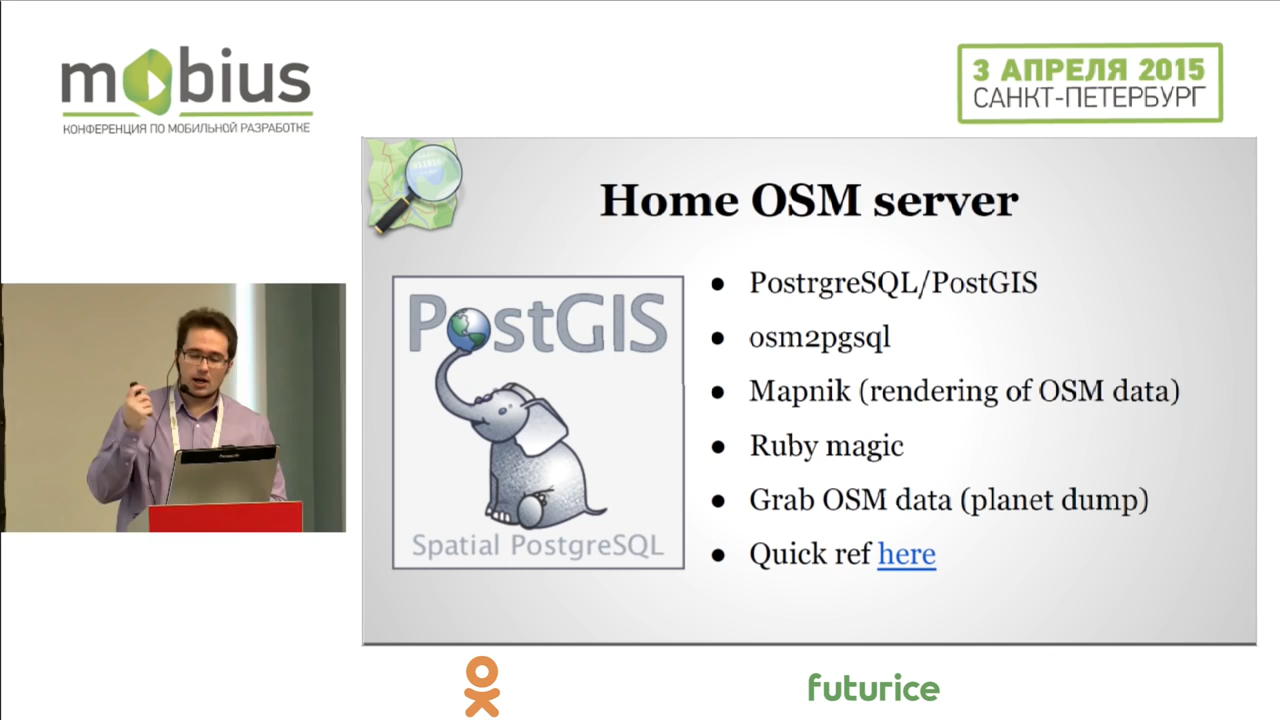 mobius
КОНФЕРЕНЦИЯ ПО МОБИЛЬНОЙ РАЗРАБОТКЕ
3 АПРЕЛЯ 2015
САНКТ-ПЕТЕРБУРГ
Home OSM server
PostGIS
Spatial PostgreSQL
● PostrgreSQL/PostGIS
● osm2pgsql
● Mapnik (rendering of OSM data)
● Ruby magic
● Grab OSM data (planet dump)
● Quick ref here
futurice